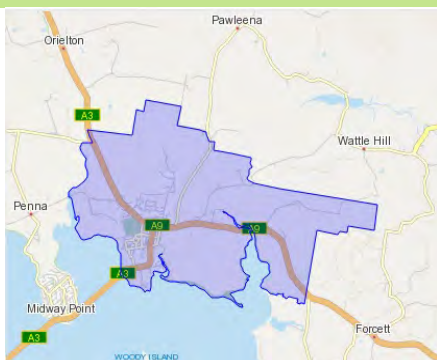 Pawleena
Orielton
A3
Wattle Hill
Penna
A9
A9
A3
Midway Point
A3
Forcett
WOODY ISLAND